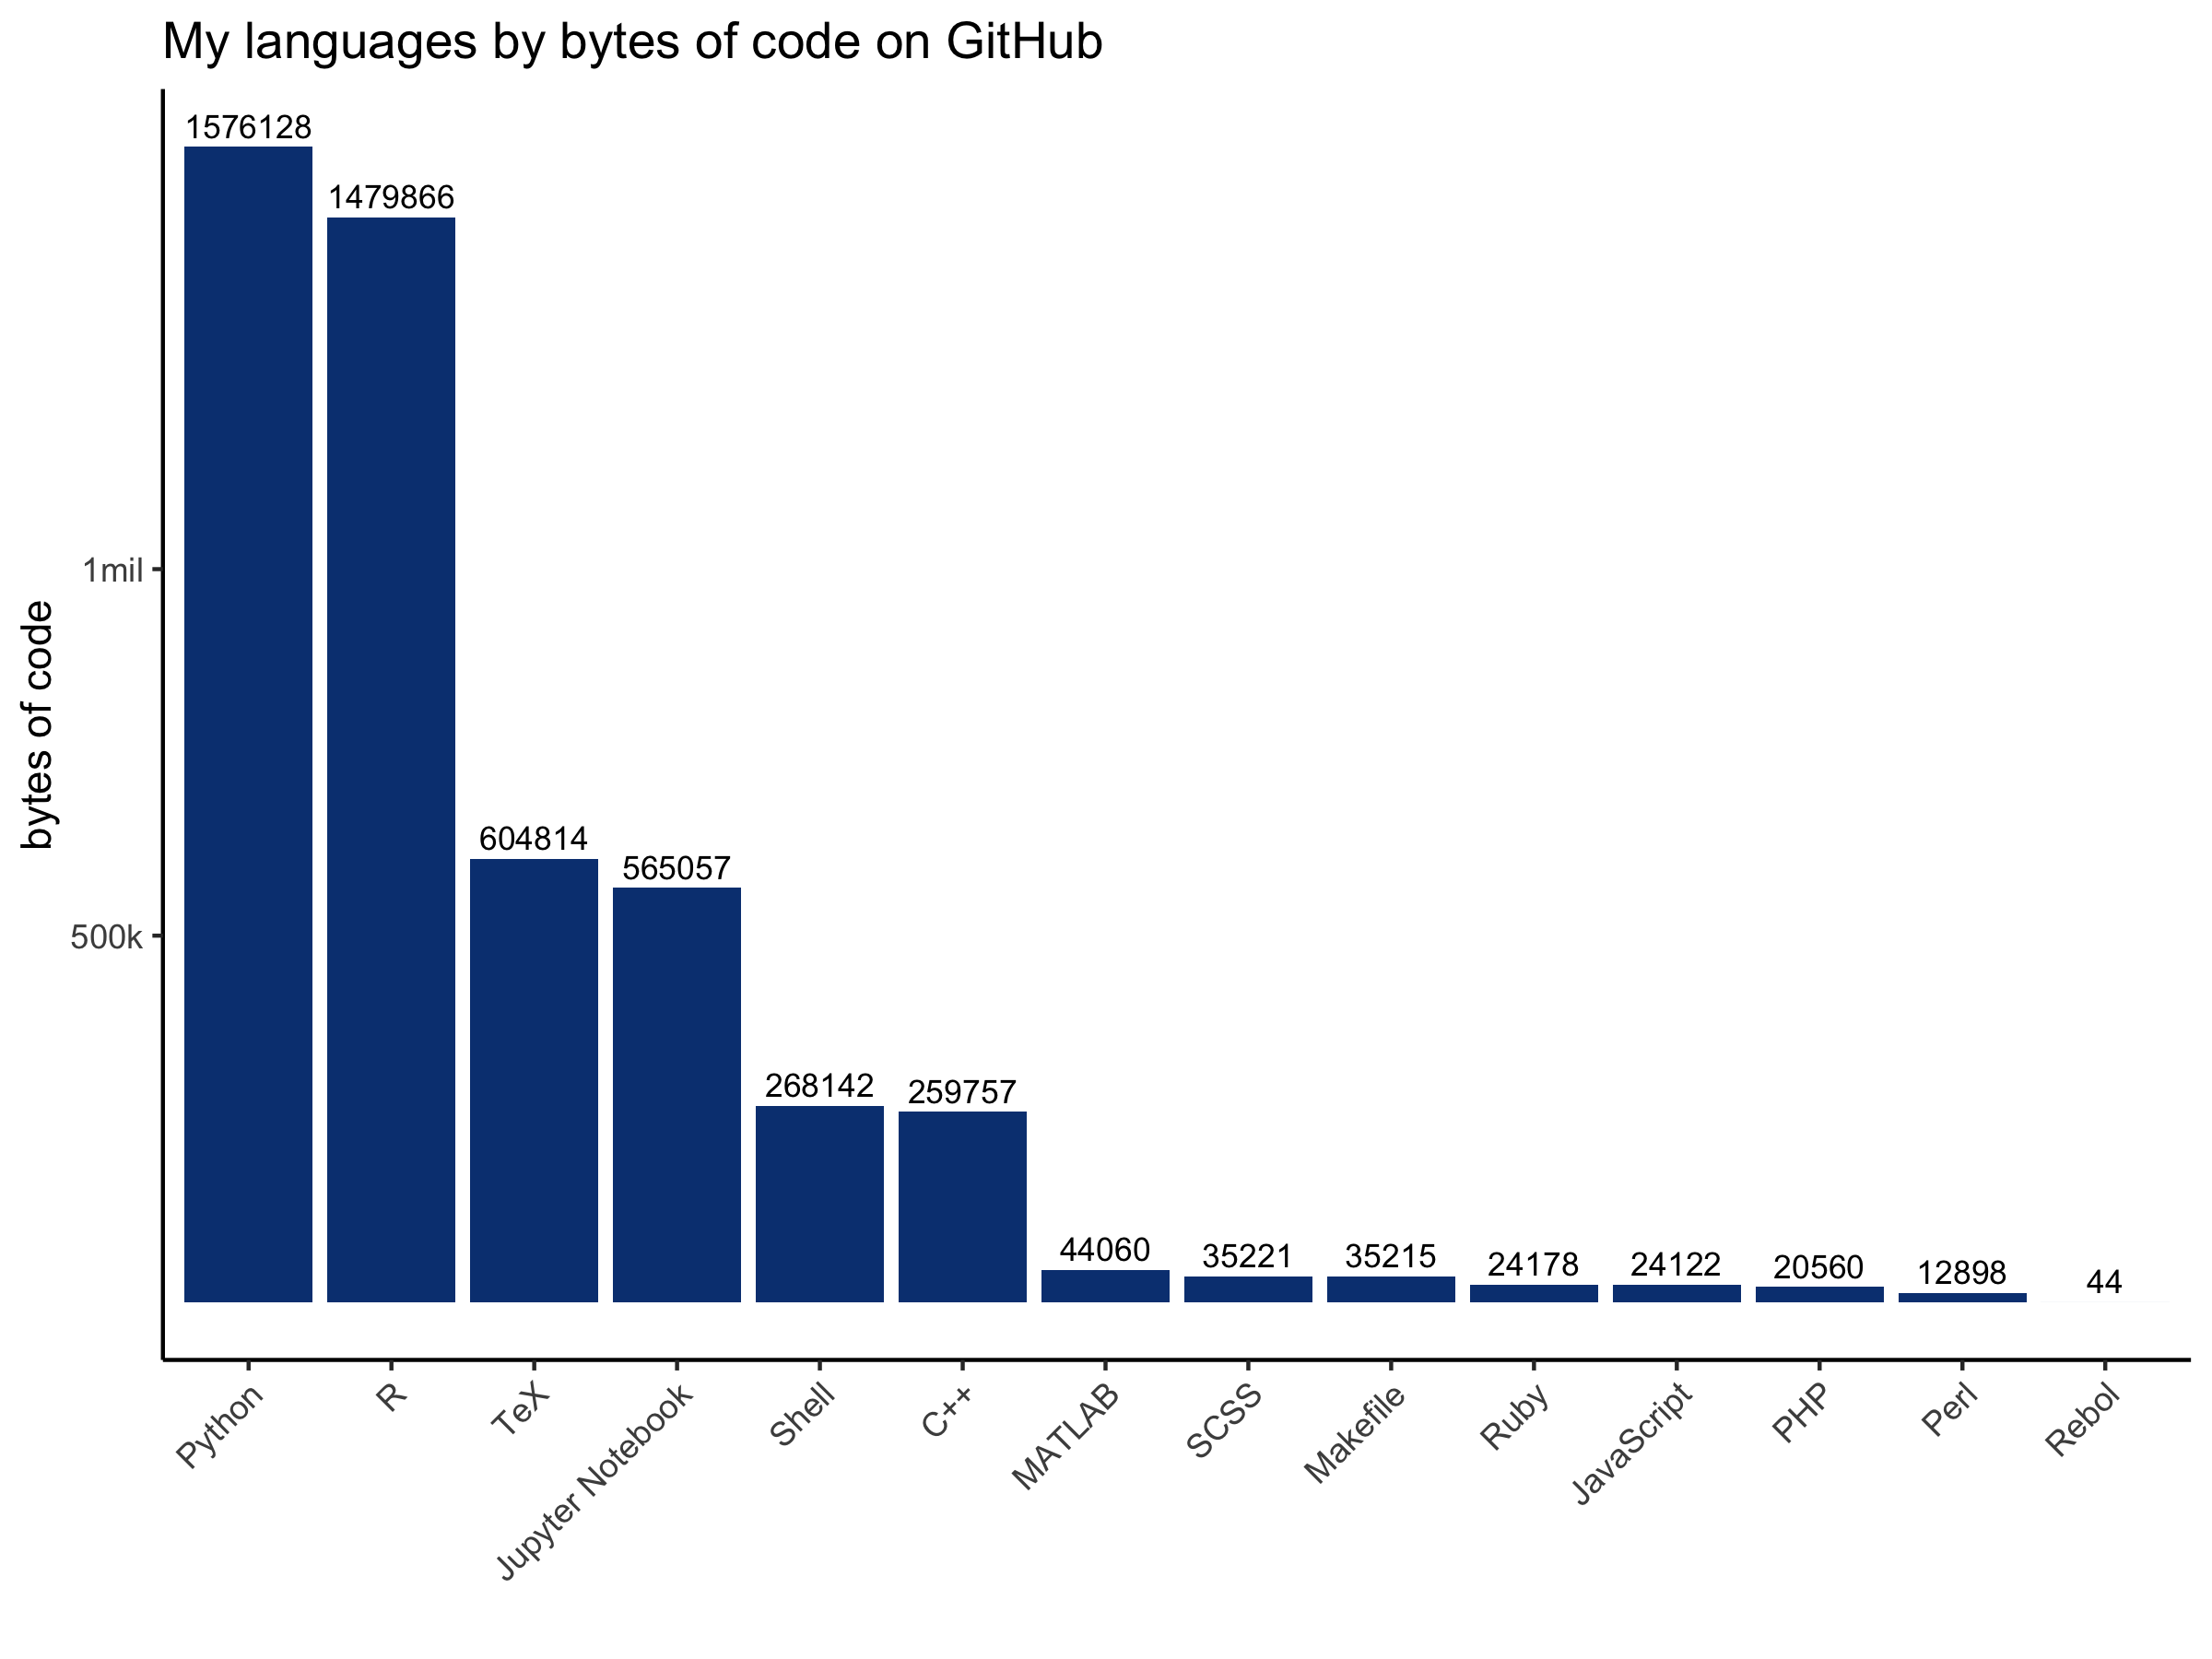 My languages by bytes of code on GitHub
bytes of code
1mil
500k
1576128
1479866
604814
565057
268142
259757
44060
35221
35215
24178
24122
20560
12898
44
Python
R
TeX
Jupyter Notebook
Shell
C++
MATLAB
SCSS
Makefile
Ruby
JavaScript
PHP
Perl
Rebol